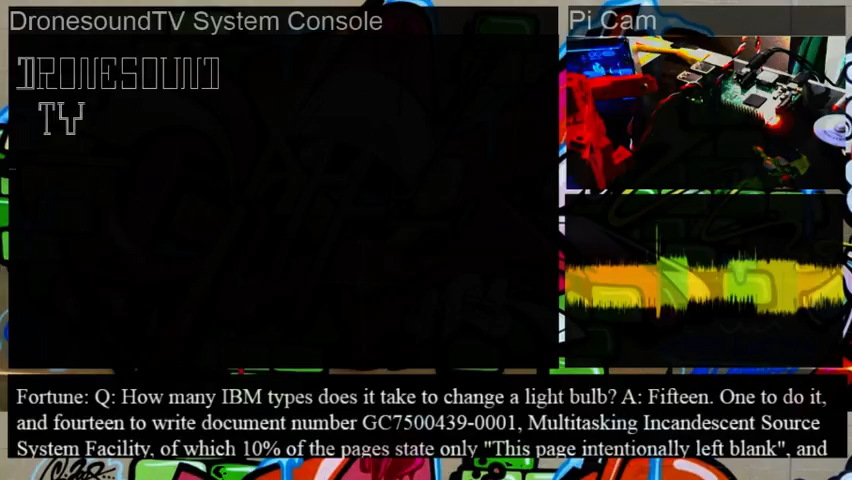 DronesoundTV System Console
Pi Cam
DRONESOUND
TV
Fortune: Q: How many IBM types does it take to change a light bulb? A: Fifteen. One to do it,
and fourteen to write document number GC7500439-0001, Multitasking Incandescent Source
System Facility, of which 10% of the pages state only "This page intentionally left blank", and